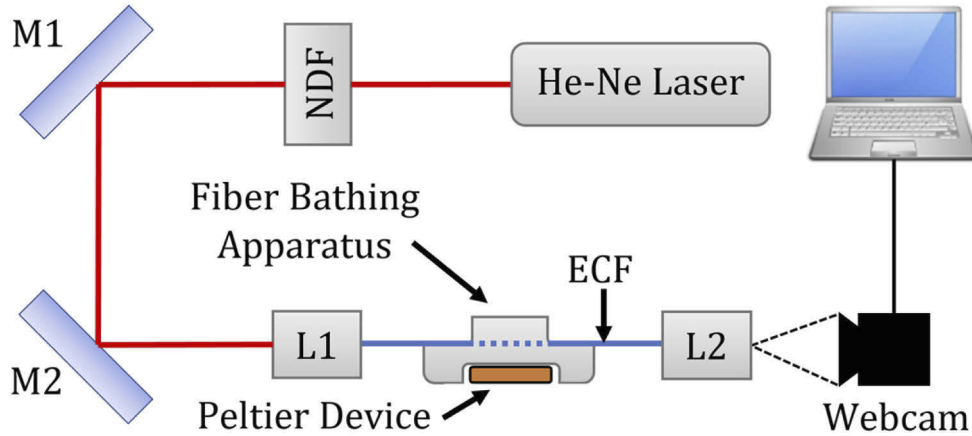 M1
NDF
He-Ne Laser
Fiber Bathing
Apparatus
ECF
M2
L1
L2
Peltier Device
Webcam